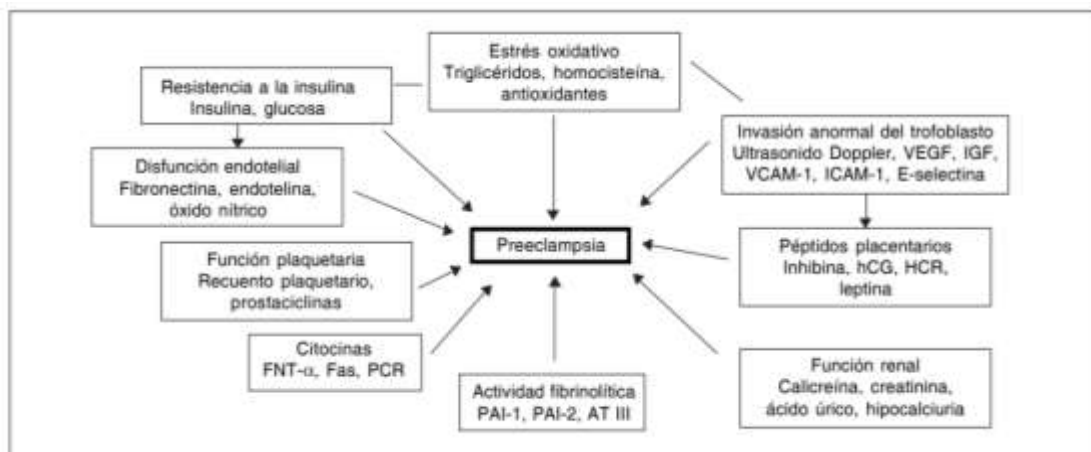 Estrés oxidativo
Triglicéridos, homocisteína,
antioxidantes
Resistencia a la insulina
Insulina, glucosa
Invasión anormal del trofoblasto
Ultrasonido Doppler, VEGF, IGF,
VCAM-1, ICAM-1, E-selectina
Disfunción endotelial
Fibronectina, endotelina,
óxido nítrico
Preeclampsia
Péptidos placentarios
Inhibina, hCG, HCR,
leptina
Función plaquetaria
Recuento plaquetario,
prostaciclinas
Citocinas
FNT-α, Fas, PCR
Actividad fibrinolítica
PAI-1, PAI-2, AT III
Función renal
Calicreína, creatinina,
ácido úrico, hipocalciuria